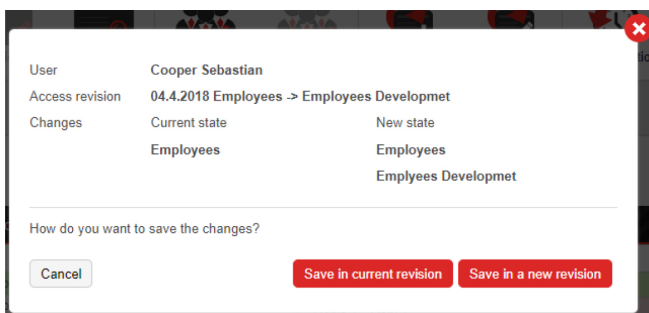 User Cooper Sebastian
Access revision 04.4.2018 Employees -> Employees Developmet
Changes Current state New state
Employees Employees
Emplyees Developmet
How do you want to save the changes?
Cancel Save in current revision Save in a new revision